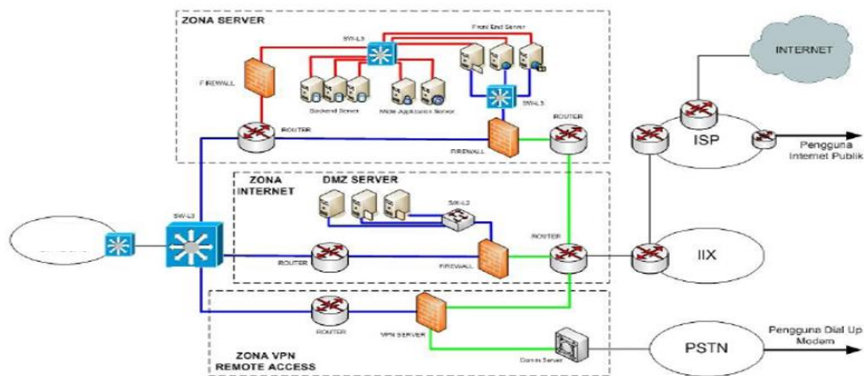 ZONA SERVER
SW-L3
Front End Server
FIREWALL
Backend Server
Midle Application Server
SW-L3
ROUTER
FIREWALL
ROUTER
INTERNET
ISP
Pengguna
Internet Publik
ZONA
INTERNET
DMZ SERVER
SW-L2
SW-L3
ROUTER
FIREWALL
ROUTER
IIX
ROUTER
VPN SERVER
ZONA VPN
REMOTE ACCESS
Comm Server
PSTN
Pengguna Dial Up
Modem